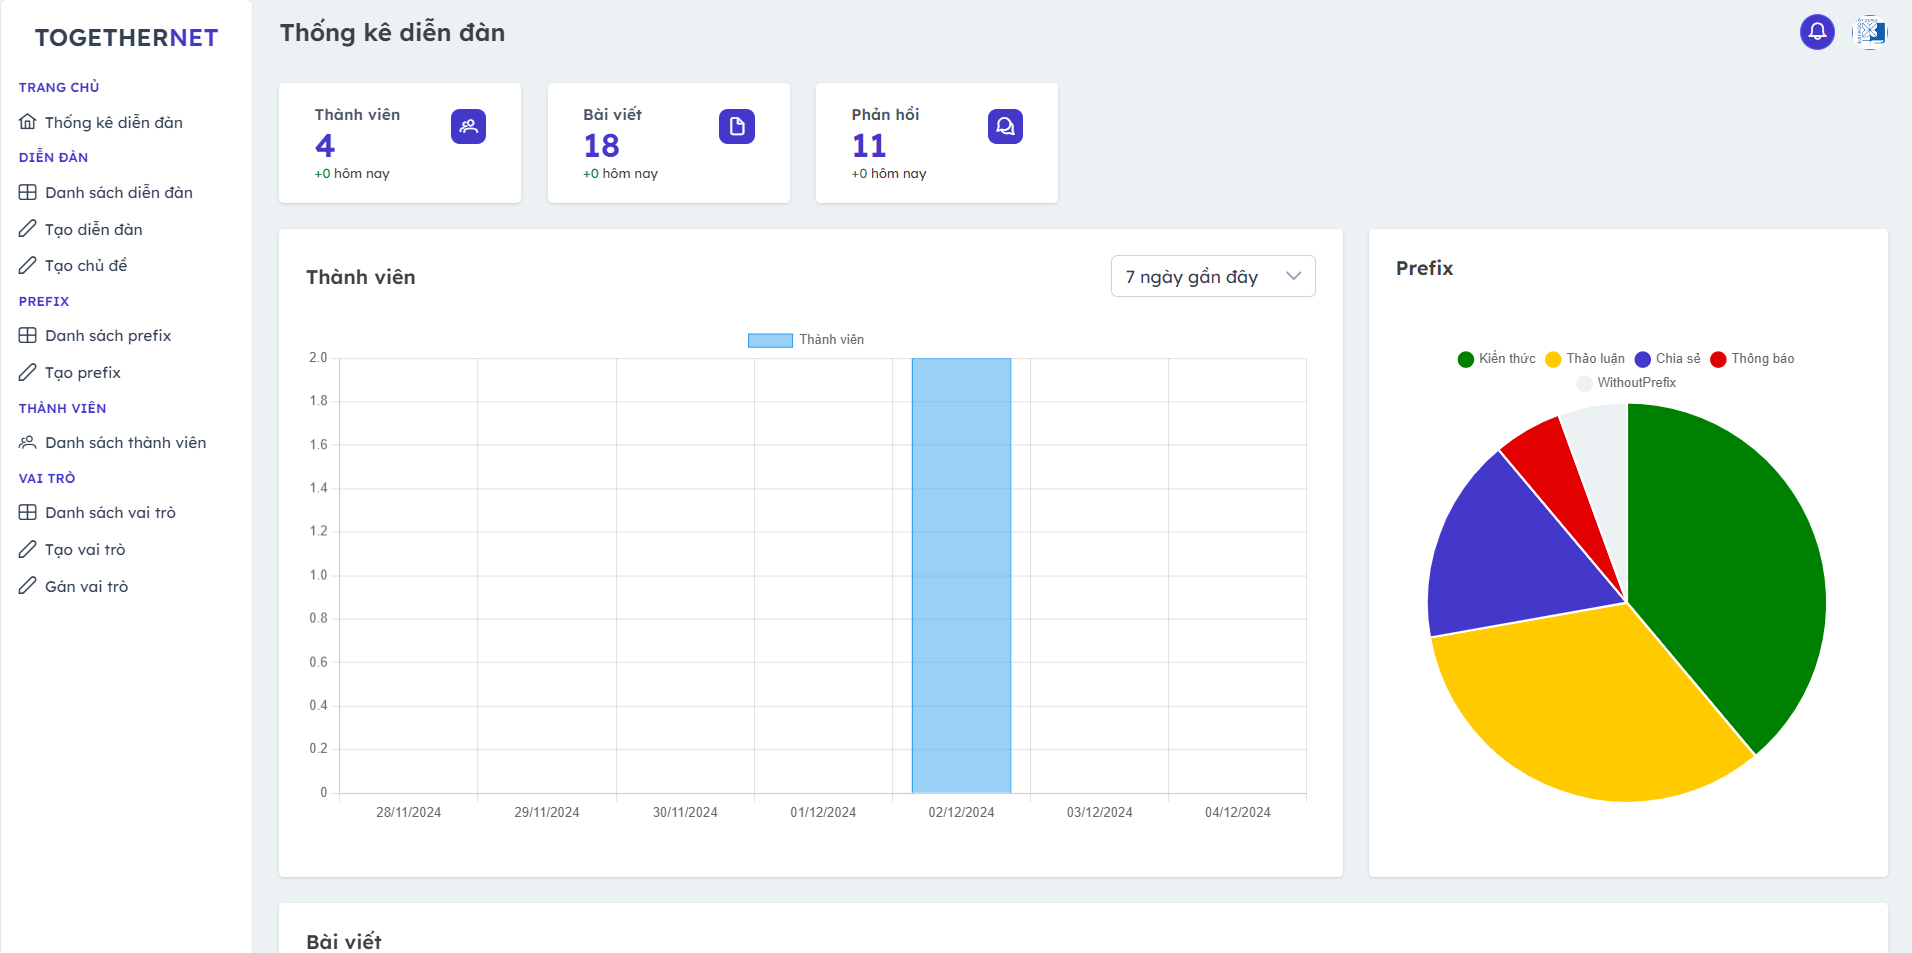 TOGETHERNET
TRANG CHỦ
Thống kê diễn đàn
DIỄN ĐÀN
Danh sách diễn đàn
Tạo diễn đàn
Tạo chủ đề
PREFIX
Danh sách prefix
Tạo prefix
THÀNH VIÊN
Danh sách thành viên
VAI TRÒ
Danh sách vai trò
Tạo vai trò
Gán vai trò
Thống kê diễn đàn
Thành viên
4
+0 hôm nay
Bài viết
18
+0 hôm nay
Phản hồi
11
+0 hôm nay
Thành viên
7 ngày gần đây
Thành viên
2.0
1.8
1.6
1.4
1.2
1.0
0.8
0.6
0.4
0.2
0
28/11/2024 29/11/2024 30/11/2024 01/12/2024 02/12/2024 03/12/2024 04/12/2024
Prefix
Kiến thức Thảo luận Chia sẻ Thông báo
WithoutPrefix
Bài viết